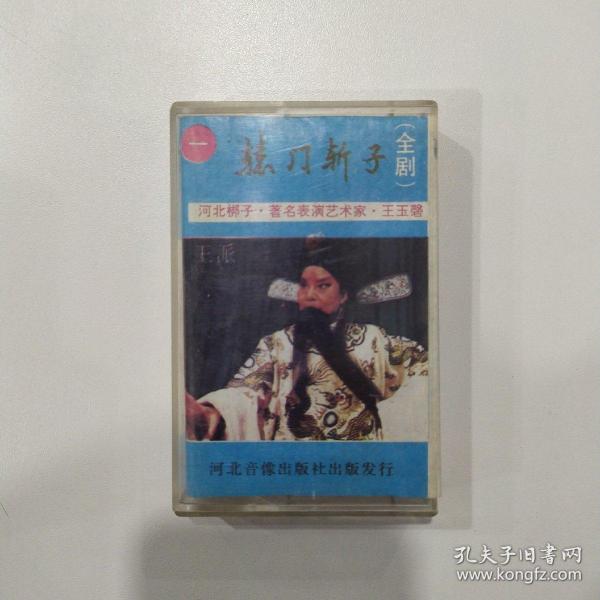 一
辕门斩子
(全剧)
河北梆子·著名表演艺术家·王玉磬
王派
河北音像出版社出版发行
孔夫子旧书网
www.kongfz.com